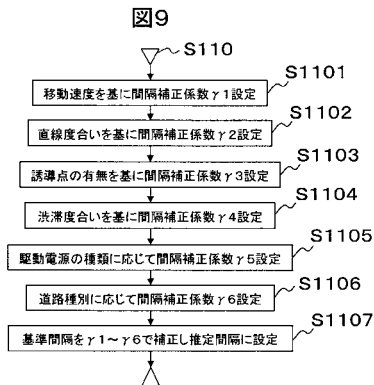 図9
S110
S1101
移動速度を基に間隔補正係数γ1設定
S1102
直線度合いを基に間隔補正係数γ2設定
S1103
誘導点の有無を基に間隔補正係数γ3設定
S1104
渋滞度合いを基に間隔補正係数γ4設定
S1105
駆動電源の種類に応じて間隔補正係数γ5設定
S1106
道路種別に応じて間隔補正係数γ6設定
S1107
基準間隔をγ1～γ6で補正し推定間隔に設定